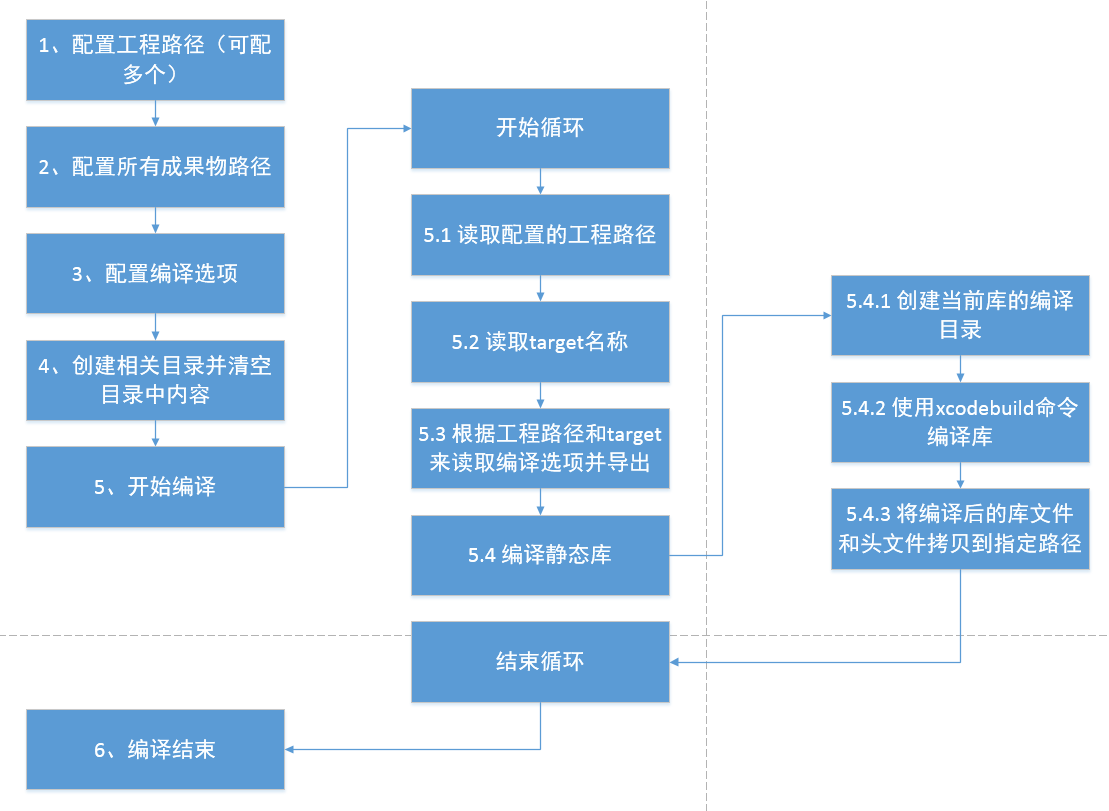 1、配置工程路径（可配
多个）
2、配置所有成果物路径
3、配置编译选项
4、创建相关目录并清空
目录中内容
5、开始编译
开始循环
5.1 读取配置的工程路径
5.2 读取target名称
5.3 根据工程路径和target
来读取编译选项并导出
5.4 编译静态库
5.4.1 创建当前库的编译
目录
5.4.2 使用xcodebuild命令
编译库
5.4.3 将编译后的库文件
和头文件拷贝到指定路径
结束循环
6、编译结束